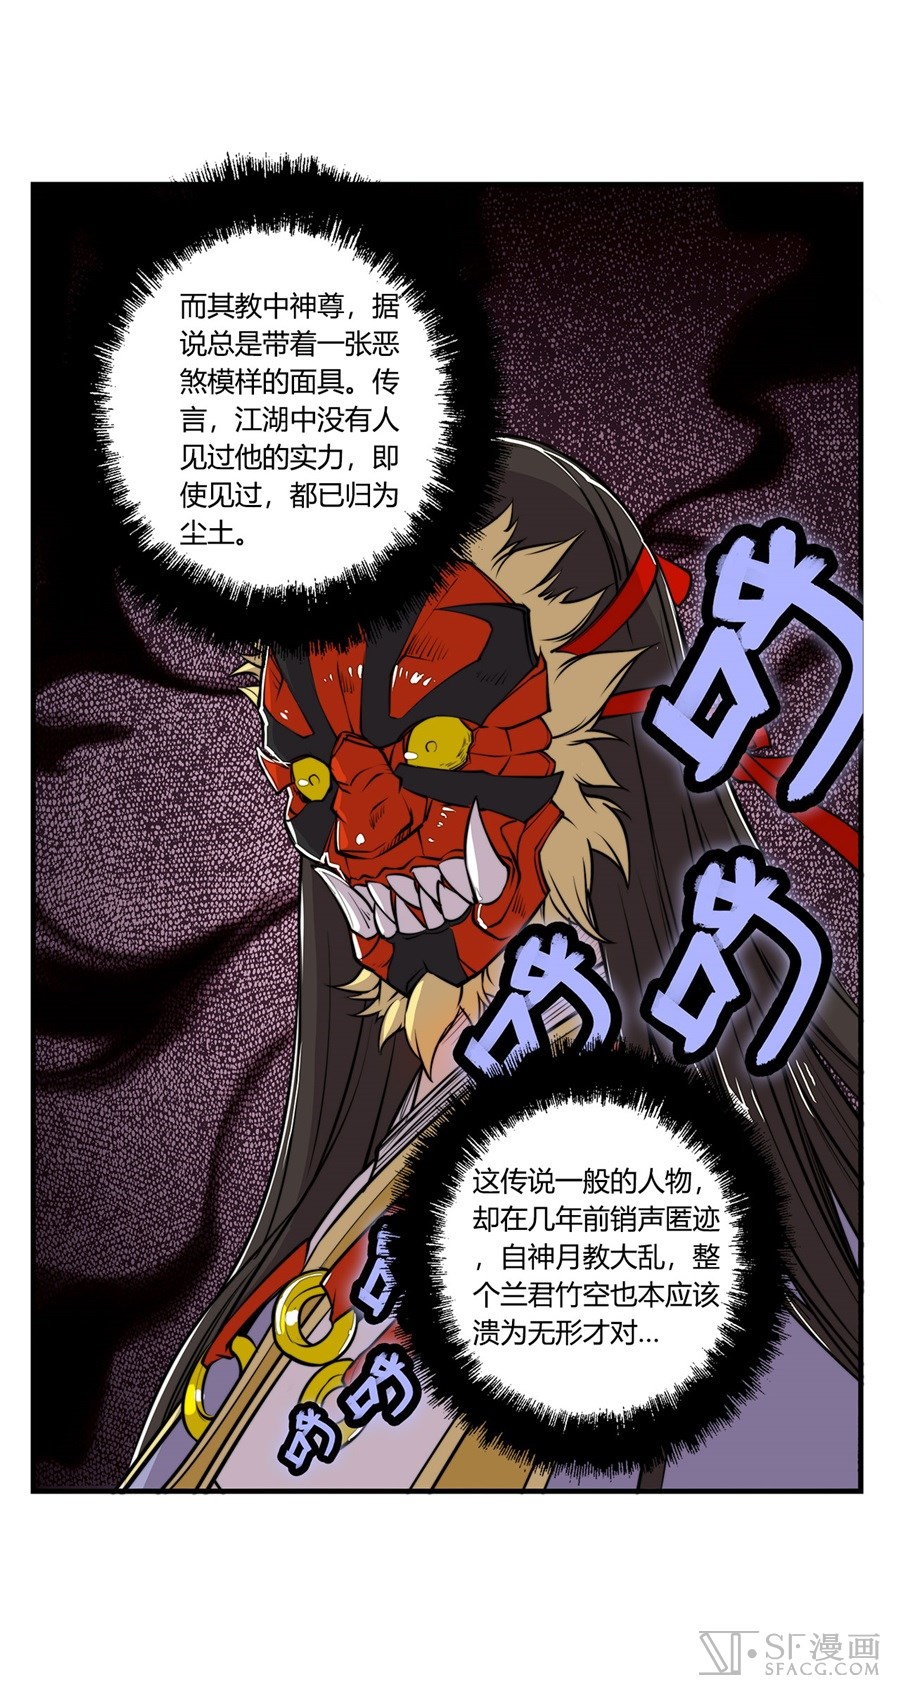 而其教中神尊，据
说总是带着一张恶
煞模样的面具。传
言，江湖中没有人
见过他的实力，即
使见过，都已归为
尘土。
哼
哼
哼
这传说一般的人物，
却在几年前销声匿迹
，自神月教大乱，整
个兰君竹空也本应该
溃为无形才对...
哼
哼
哼
SF漫画
SFACG.COM